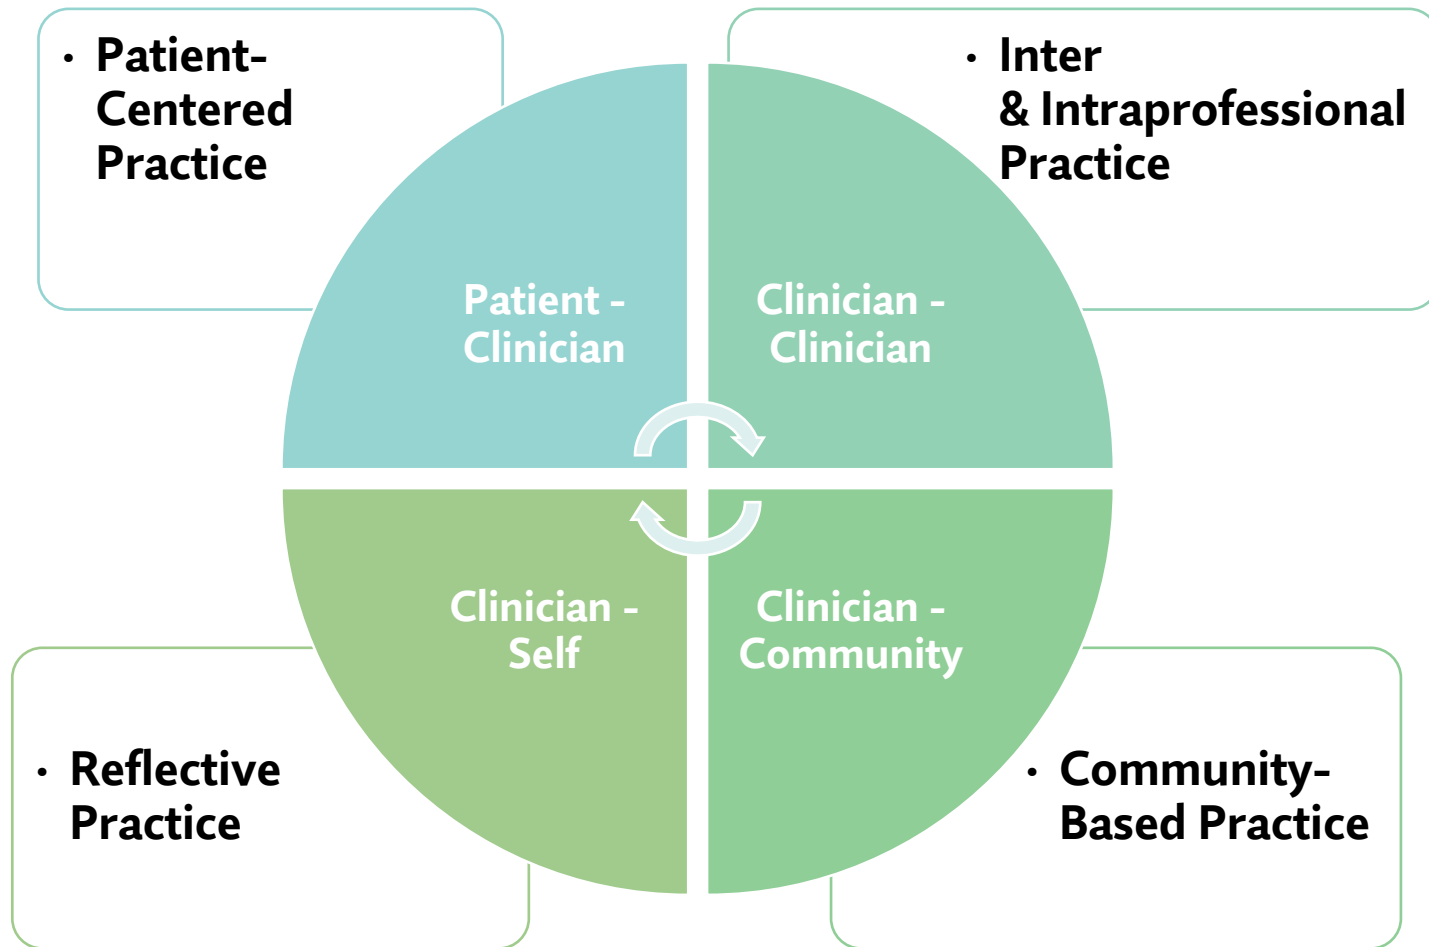 • Patient-
Centered
Practice
• Inter
& Intraprofessional
Practice
Patient -
Clinician
Clinician -
Clinician
Clinician -
Self
Clinician -
Community
• Reflective
Practice
• Community-
Based Practice